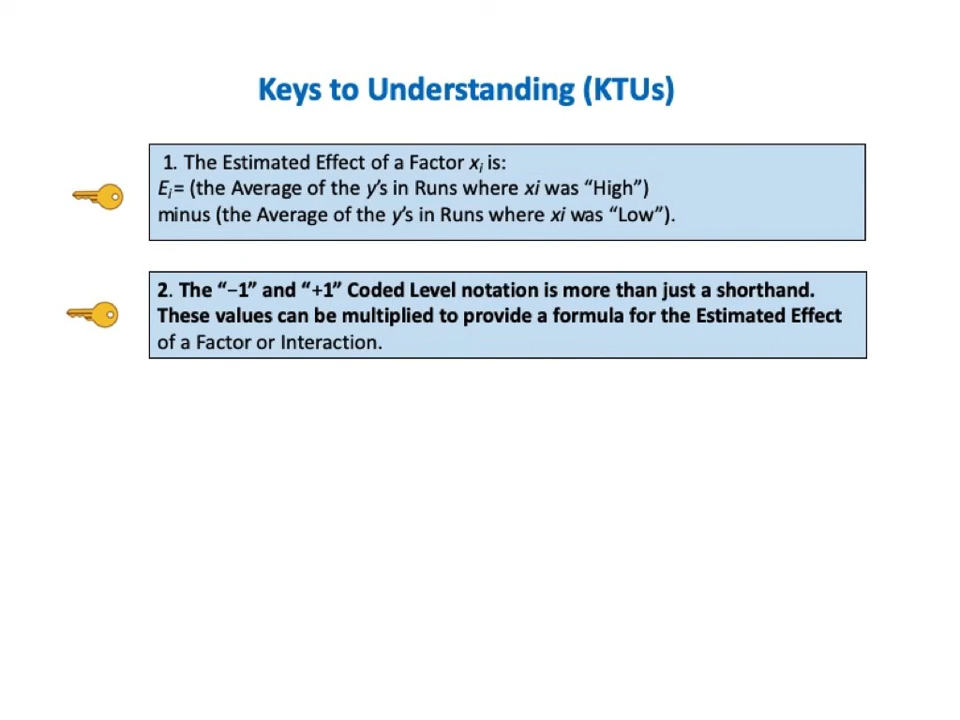 Keys to Understanding (KTUs)
1. The Estimated Effect of a Factor xi is:
Ei= (the Average of the y's in Runs where xi was “High”)
minus (the Average of the y's in Runs where xi was “Low”).
2. The “−1” and “+1” Coded Level notation is more than just a shorthand.
These values can be multiplied to provide a formula for the Estimated Effect
of a Factor or Interaction.